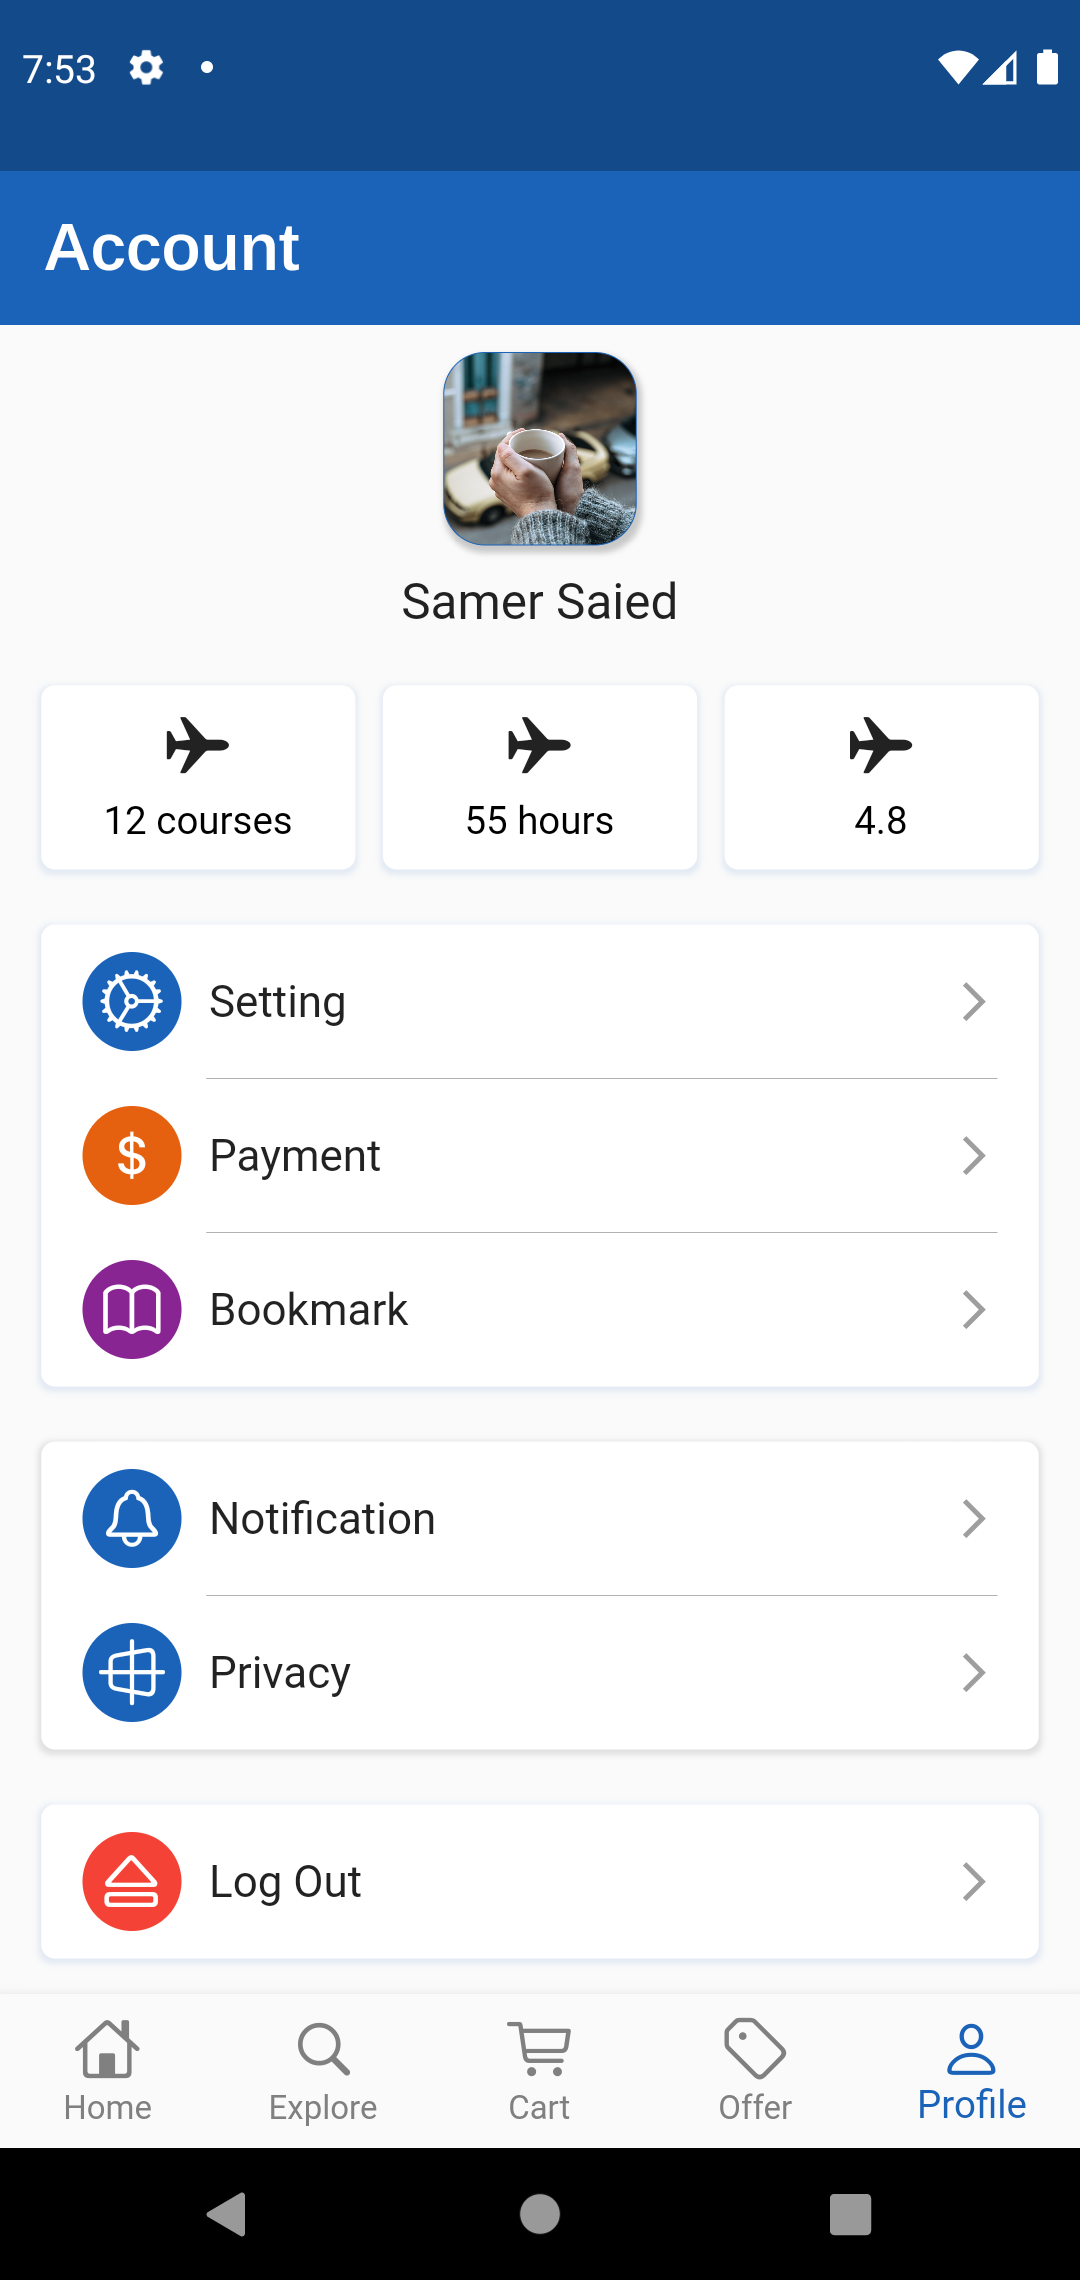 7:53
Account
Samer Saied
12 courses
55 hours
4.8
Setting
$
Payment
Bookmark
Notification
Privacy
Log Out
Home
Explore
Cart
Offer
Profile